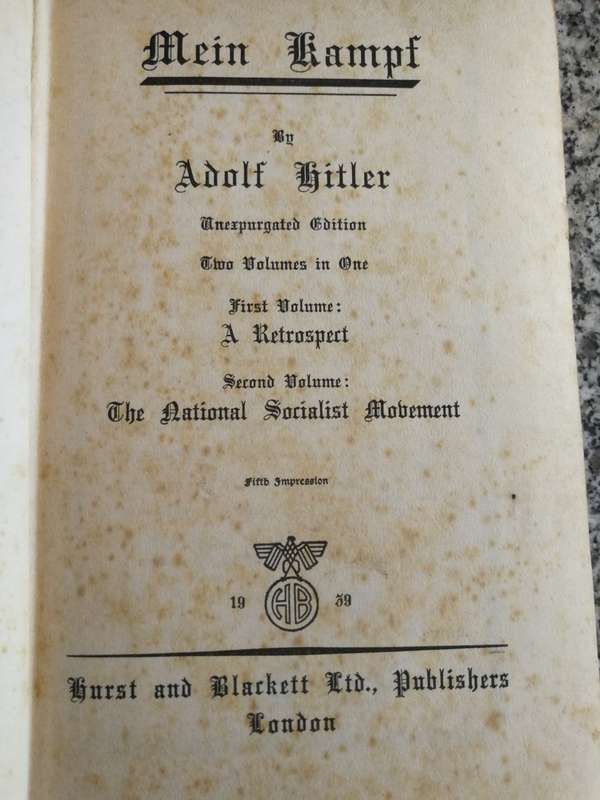 Mein Kampf
By
Adolf Hitler
Unexpurgated Edition
Two Volumes in One
First Volume:
A Retrospect
Second Volume:
The National Socialist Movement
Fifth Impression
HB
19 39
Hurst and Blackett Ltd., Publishers
London